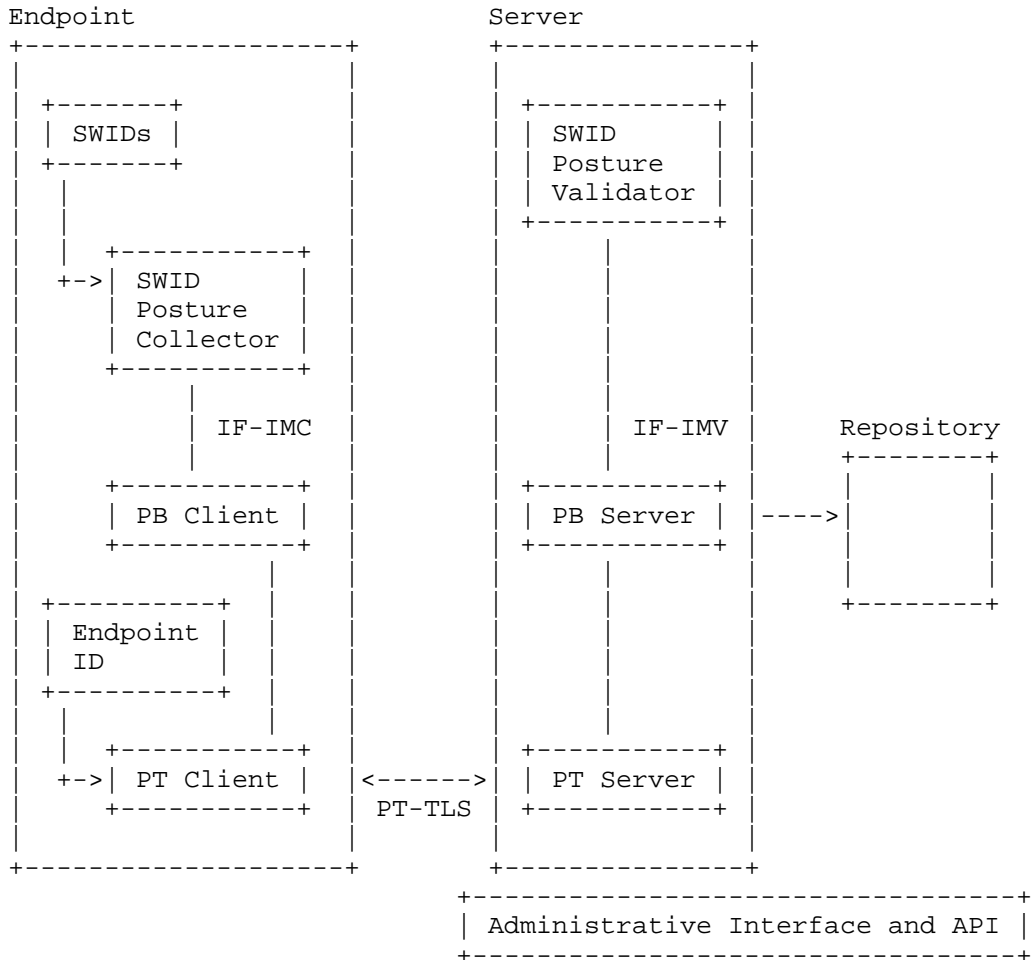 Endpoint Server
SWIDs
SWID
Posture
Validator
SWID
Posture
Collector
IF-IMC IF-IMV Repository
PB Client PB Server
Endpoint
ID
PT Client PT Server
PT-TLS
Administrative Interface and API